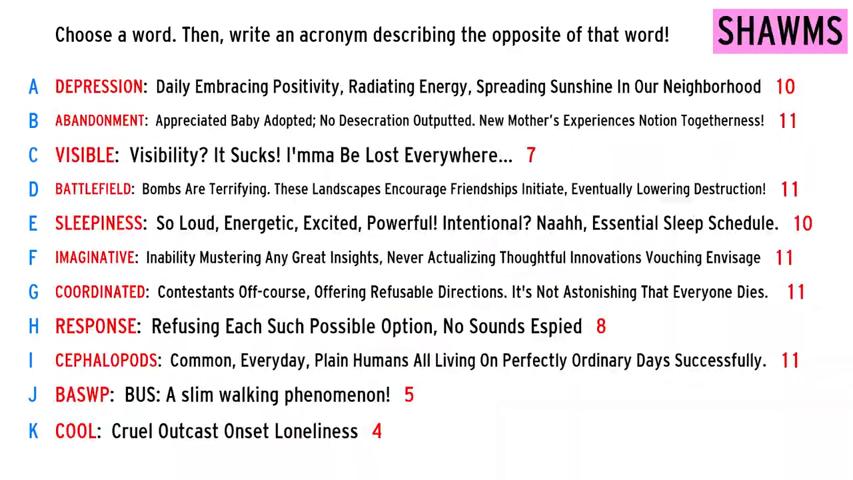 Choose a word. Then, write an acronym describing the opposite of that word!
SHAWMS
A DEPRESSION: Daily Embracing Positivity, Radiating Energy, Spreading Sunshine In Our Neighborhood 10
B ABANDONMENT: Appreciated Baby Adopted; No Desecration Outputted. New Mother's Experiences Notion Togetherness! 11
C VISIBLE: Visibility? It Sucks! I'mma Be Lost Everywhere... 7
D BATTLEFIELD: Bombs Are Terrifying. These Landscapes Encourage Friendships Initiate, Eventually Lowering Destruction! 11
E SLEEPINESS: So Loud, Energetic, Excited, Powerful! Intentional? Naahh, Essential Sleep Schedule. 10
F IMAGINATIVE: Inability Mustering Any Great Insights, Never Actualizing Thoughtful Innovations Vouching Envisage 11
G COORDINATED: Contestants Off-course, Offering Refusable Directions. It's Not Astonishing That Everyone Dies. 11
H RESPONSE: Refusing Each Such Possible Option, No Sounds Espied 8
I CEPHALOPODS: Common, Everyday, Plain Humans All Living On Perfectly Ordinary Days Successfully. 11
J BASWP: BUS: A slim walking phenomenon! 5
K COOL: Cruel Outcast Onset Loneliness 4